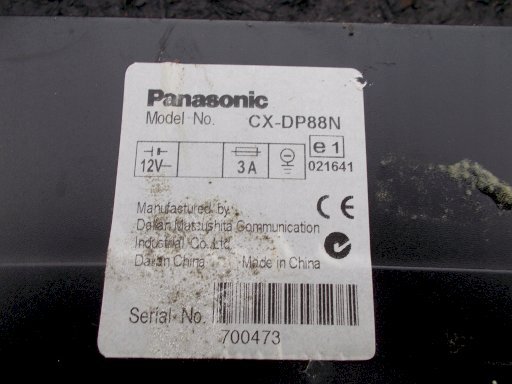 Panasonic
Model No. CX-DP88N
12V 3A e1
021641
Manufactured by CE
Dalian Matsushita Communication
Industrial Co. Ltd.
Dalian China Made in China
Serial No.
700473